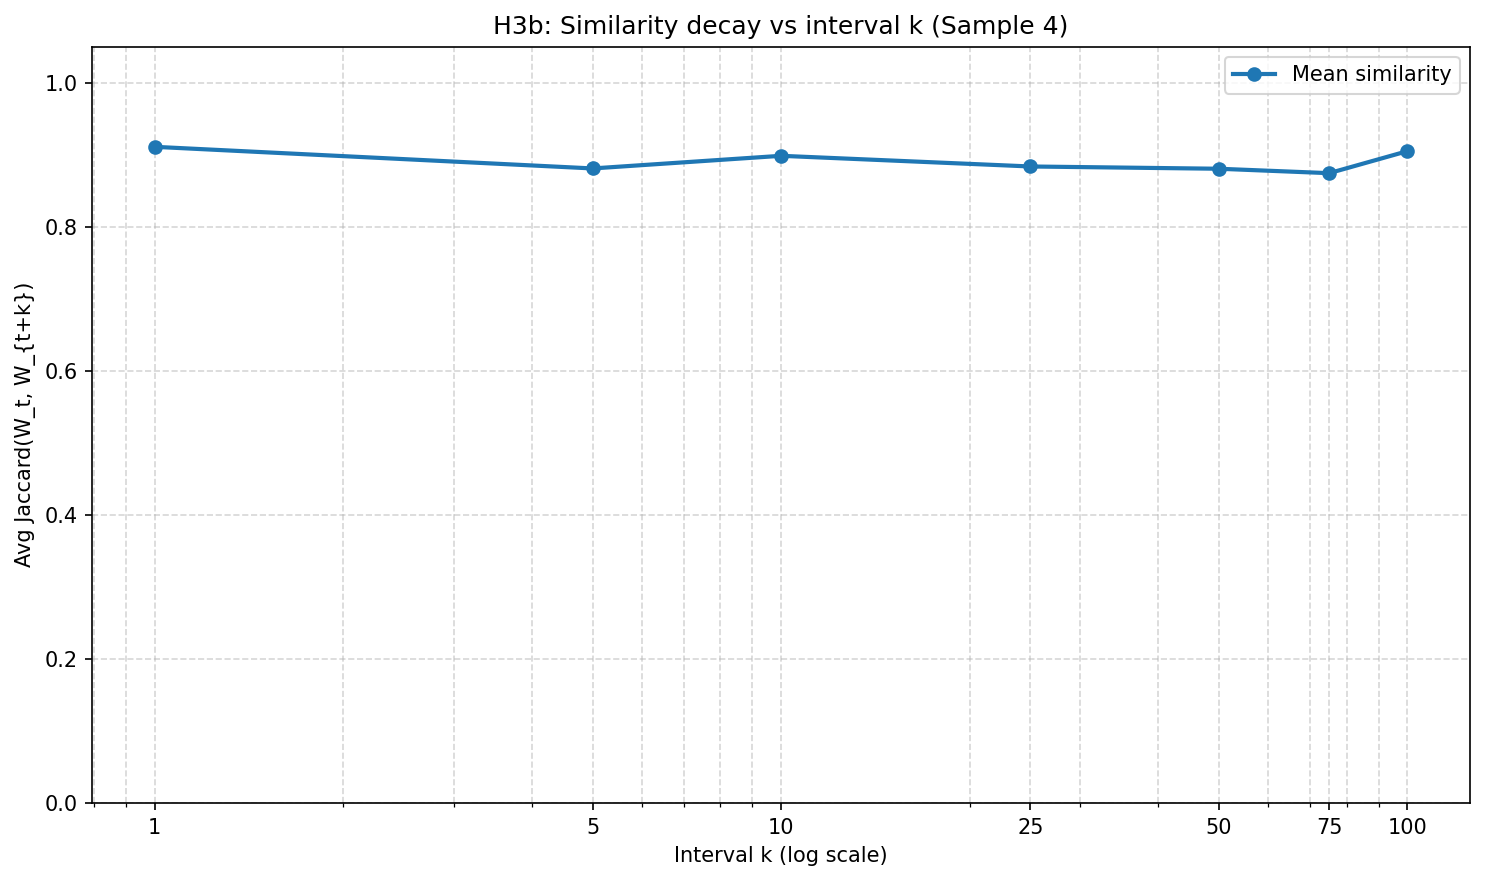 H3b: Similarity decay vs interval k (Sample 4)
Mean similarity
Avg Jaccard(W_t, W_{t+k})
1.0
0.8
0.6
0.4
0.2
0.0
1 5 10 25 50 75 100
Interval k (log scale)